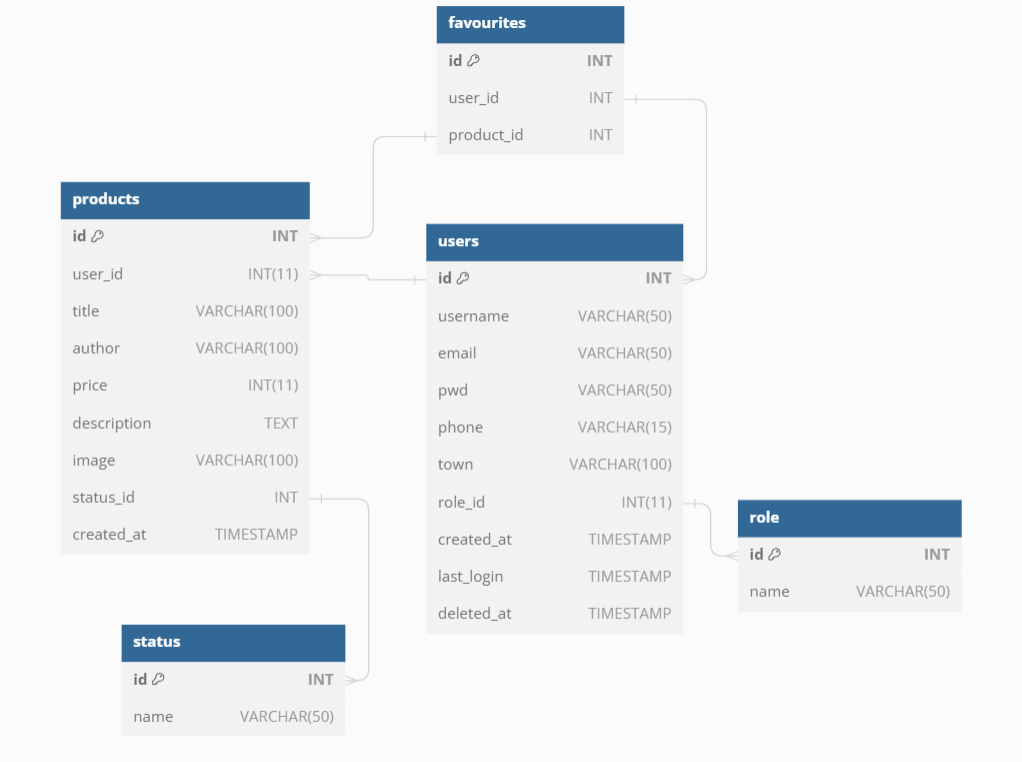 favourites
id INT
user_id INT
product_id INT
products
id INT
user_id INT(11)
title VARCHAR(100)
author VARCHAR(100)
price INT(11)
description TEXT
image VARCHAR(100)
status_id INT
created_at TIMESTAMP
users
id INT
username VARCHAR(50)
email VARCHAR(50)
pwd VARCHAR(50)
phone VARCHAR(15)
town VARCHAR(100)
role_id INT(11)
created_at TIMESTAMP
last_login TIMESTAMP
deleted_at TIMESTAMP
role
id INT
name VARCHAR(50)
status
id INT
name VARCHAR(50)